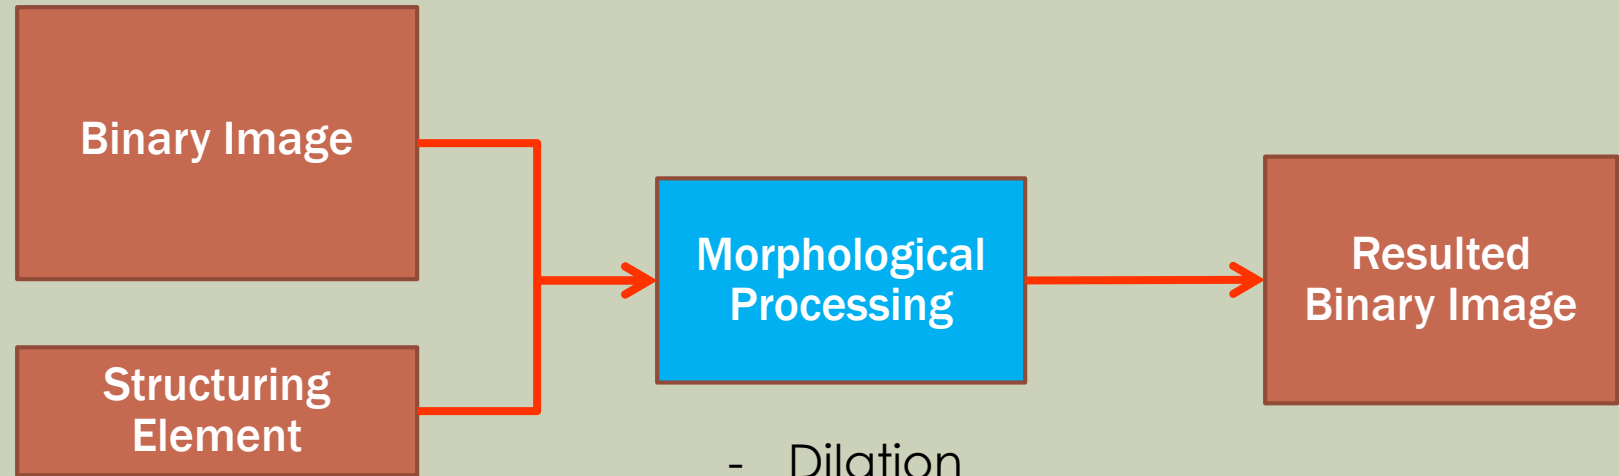 Binary Image
Structuring
Element
Morphological
Processing
Resulted
Binary Image
- Dilation